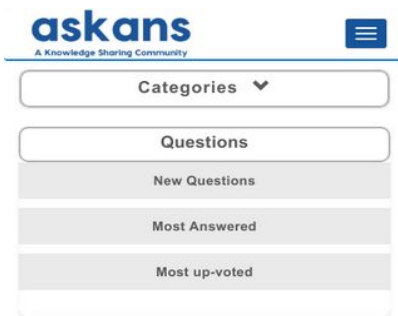 askans
A Knowledge Sharing Community
Categories
Questions
New Questions
Most Answered
Most up-voted